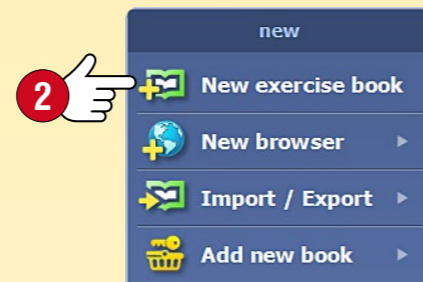 new
2
New exercise book
New browser
Import / Export
Add new book